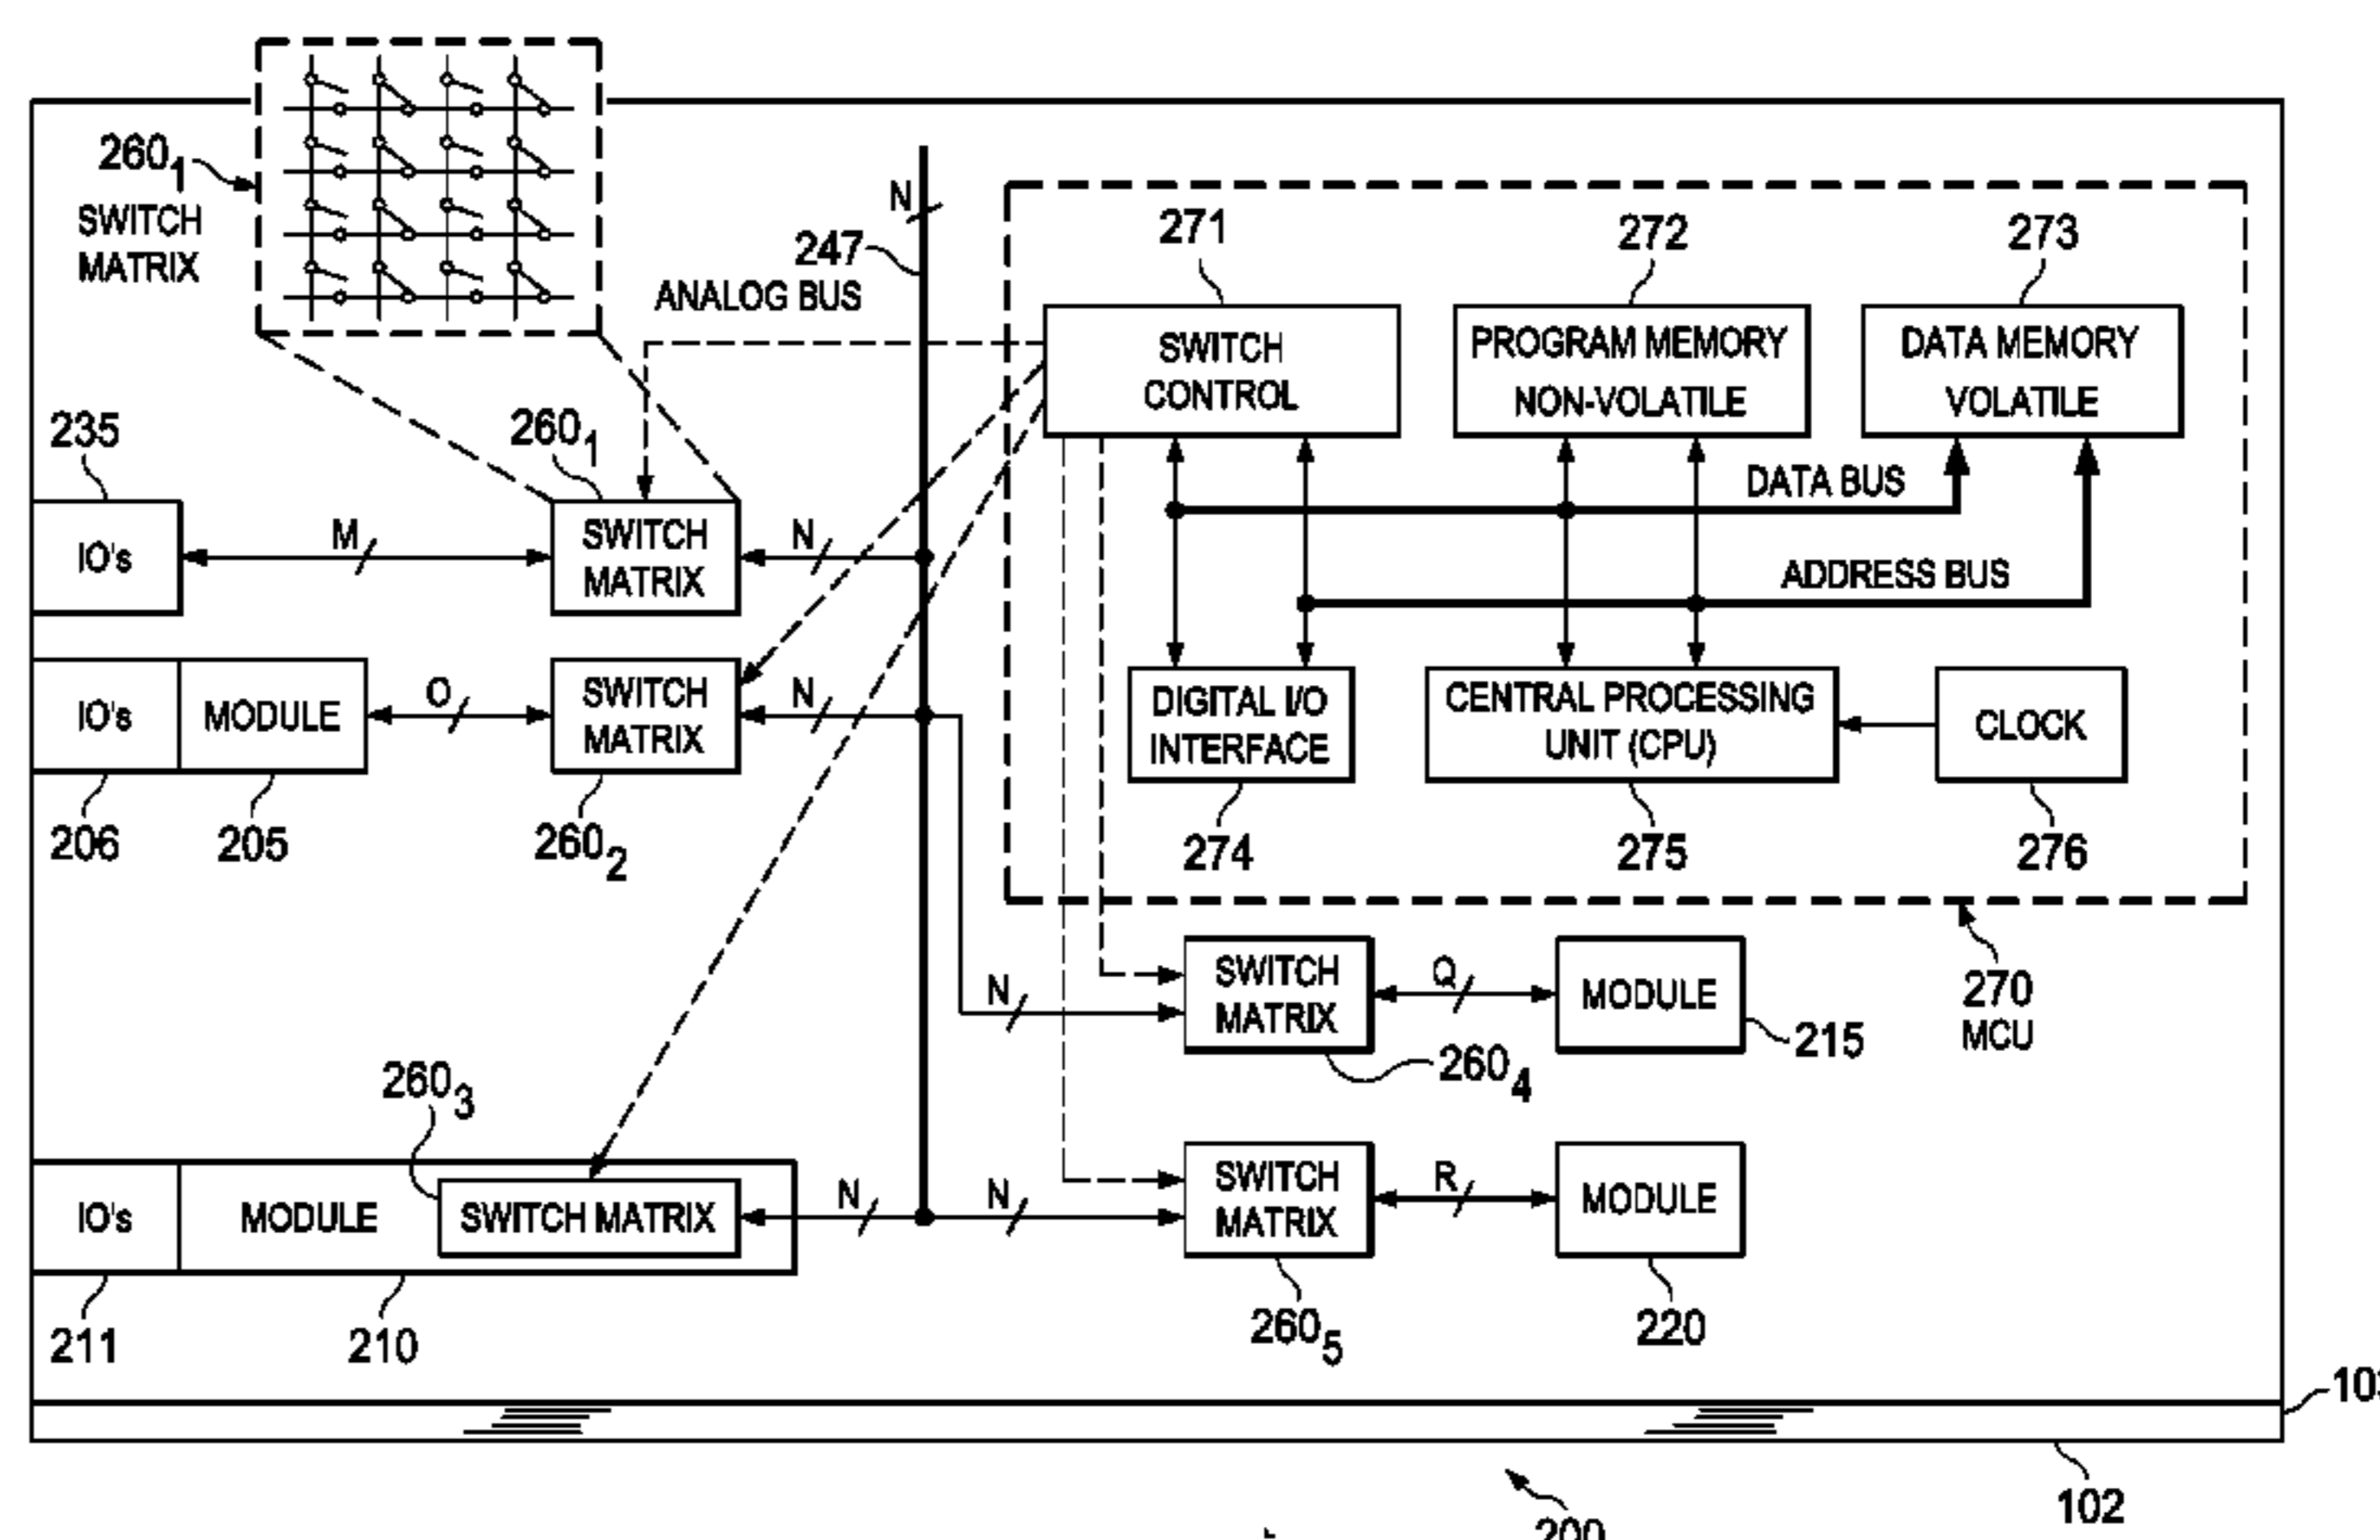 260₁
SWITCH
MATRIX
N
247
ANALOG BUS
271
272
273
SWITCH
CONTROL
PROGRAM MEMORY
NON-VOLATILE
DATA MEMORY
VOLATILE
DATA BUS
ADDRESS BUS
235
IO's
M
260₁
SWITCH
MATRIX
N
IO's
MODULE
O
SWITCH
MATRIX
N
206
205
260₂
DIGITAL I/O
INTERFACE
CENTRAL PROCESSING
UNIT (CPU)
CLOCK
274
275
276
N
SWITCH
MATRIX
Q
MODULE
270
MCU
215
260₄
260₃
IO's
MODULE
SWITCH MATRIX
N
N
SWITCH
MATRIX
R
MODULE
211
210
260₅
220
102
200